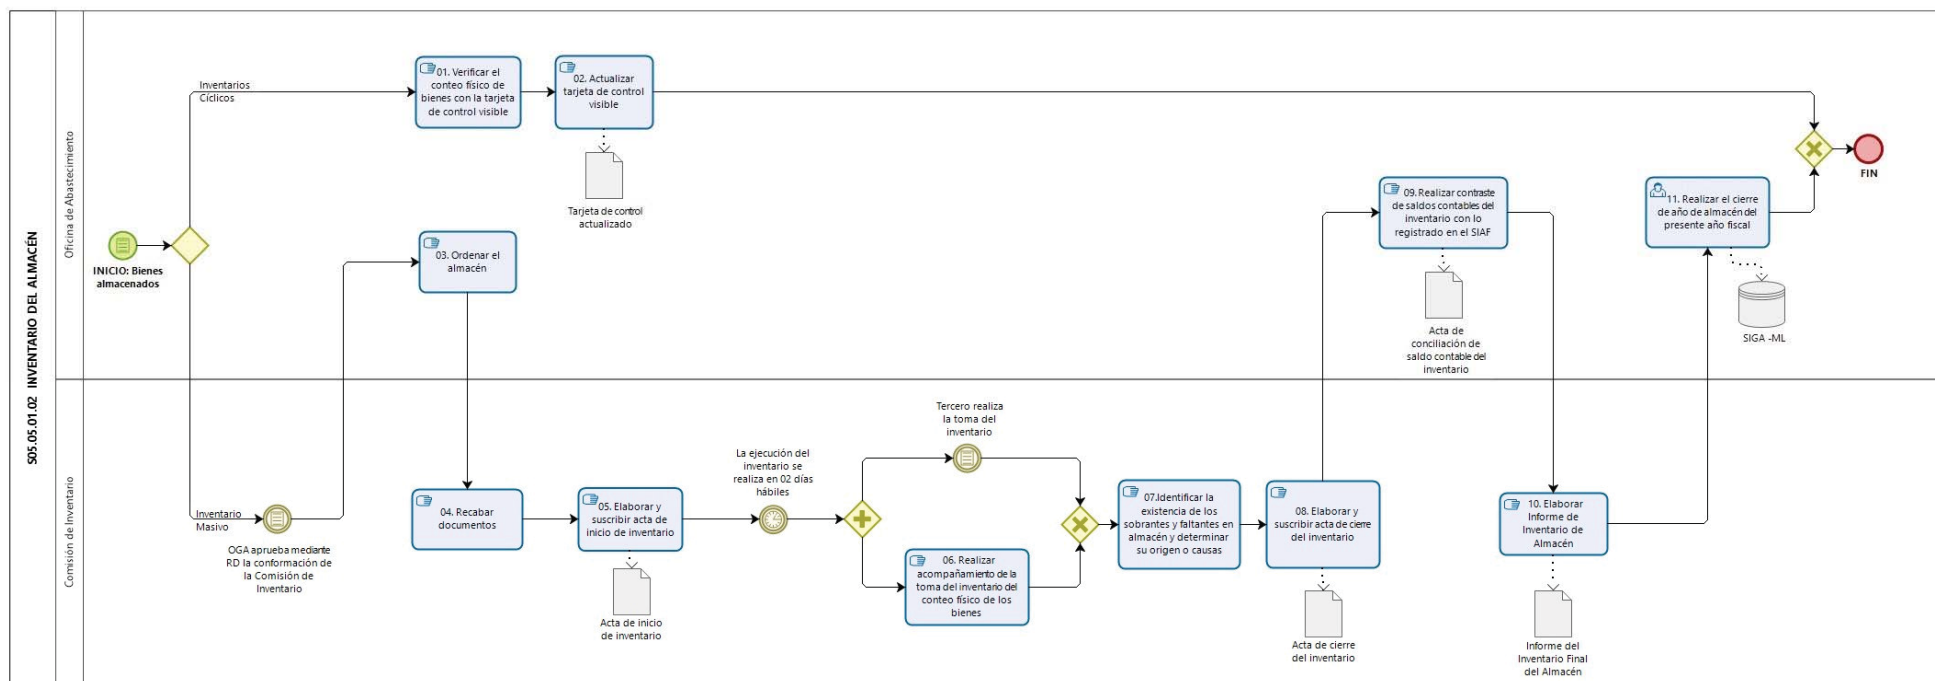 S05.05.01.02 INVENTARIO DEL ALMACÉN
Oficina de Abastecimiento
INICIO: Bienes
almacenados
Inventarios
Cíclicos
01. Verificar el
conteo físico de
bienes con la tarjeta
de control visible
02. Actualizar
tarjeta de control
visible
Tarjeta de control
actualizado
03. Ordenar el
almacén
09. Realizar contraste
de saldos contables del
inventario con lo
registrado en el SIAF
Acta de
conciliación de
saldo contable del
inventario
11. Realizar el cierre
de año de almacén del
presente año fiscal
SIGA -ML
FIN
Comisión de Inventario
Inventario
Masivo
OGA aprueba mediante
RD la conformación de
la Comisión de
Inventario
04. Recabar
documentos
05. Elaborar y
suscribir acta de
inicio de inventario
Acta de inicio
de inventario
La ejecución del
inventario se
realiza en 02 días
hábiles
Tercero realiza
la toma del
inventario
06. Realizar
acompañamiento de la
toma del inventario del
conteo físico de los
bienes
07.Identificar la
existencia de los
sobrantes y faltantes en
almacén y determinar
su origen o causas
08. Elaborar y
suscribir acta de cierre
del inventario
Acta de cierre
del inventario
10. Elaborar
Informe de
Inventario de
Almacén
Informe del
Inventario Final
del Almacén